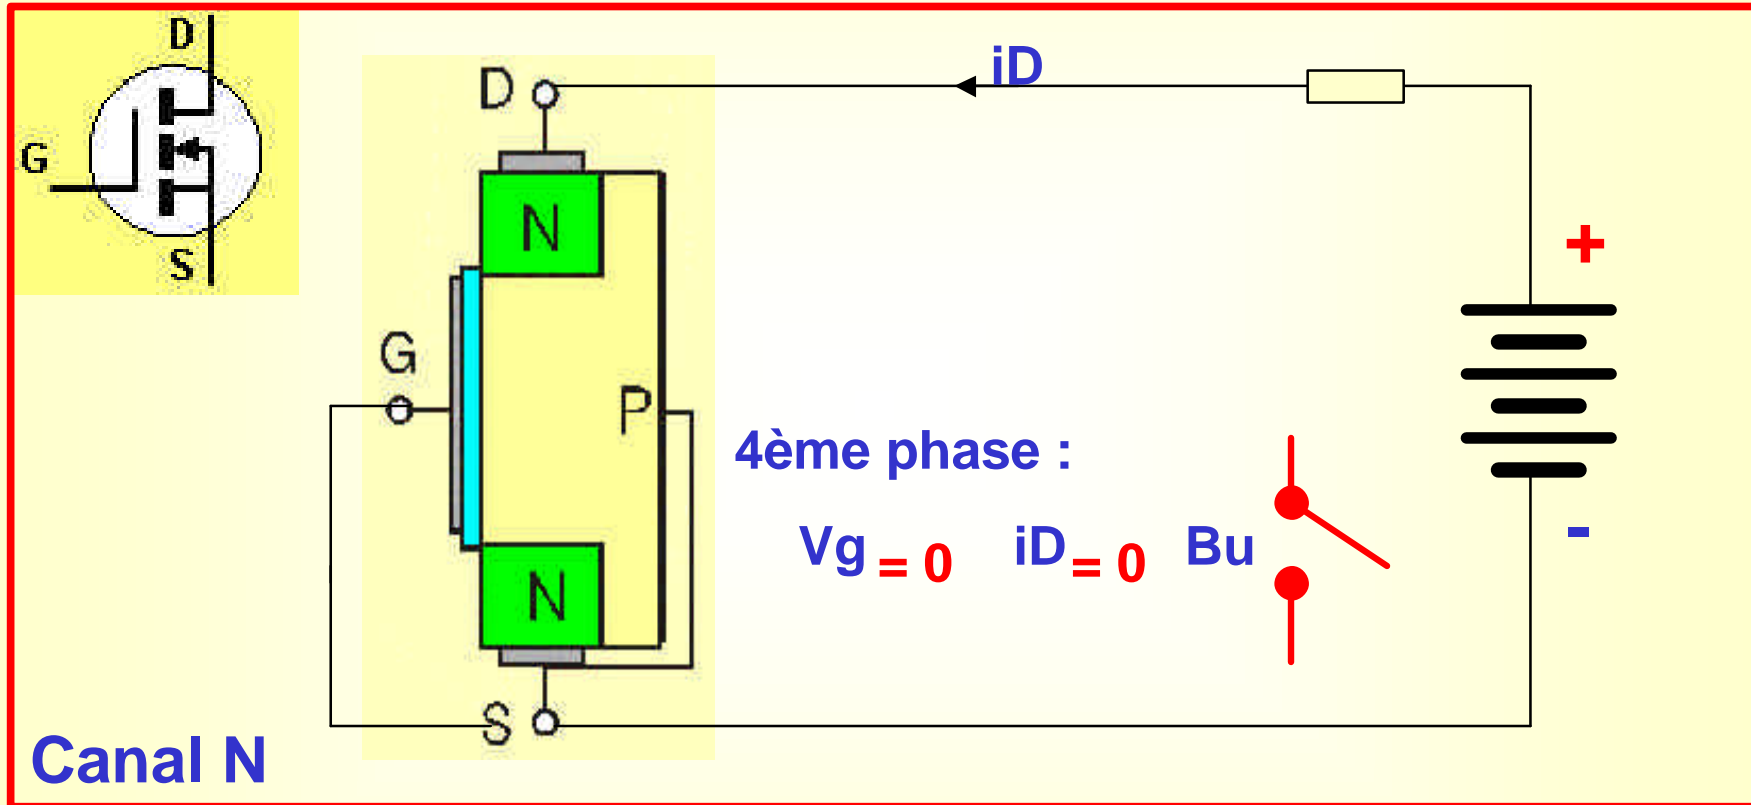 D
G
S
D
iD
N
+
G
P
4ème phase :
Vg = 0 iD = 0 Bu
-
N
S
Canal N